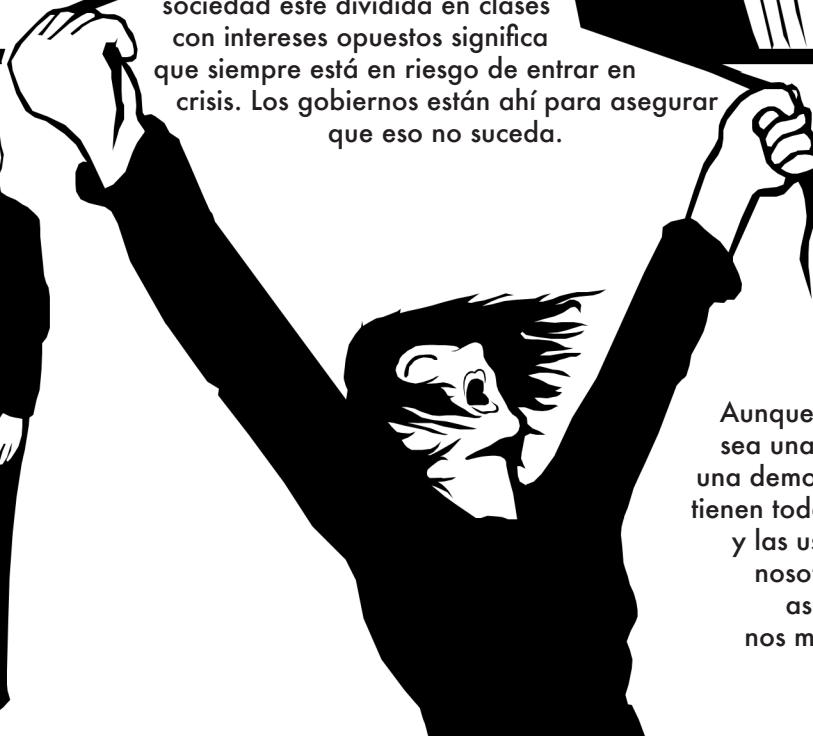 sociedad esté dividida en clases
con intereses opuestos significa
que siempre está en riesgo de entrar en
crisis. Los gobiernos están ahí para asegurar
que eso no suceda.
Aunque
sea una
una demo
tienen tod
y las us
noso
as
nos m